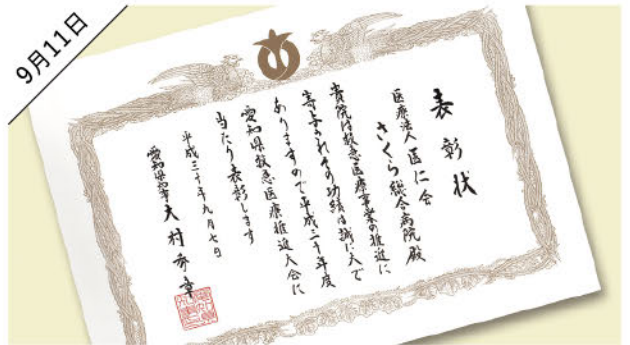 9月11日
表彰状
医療法人医仁会
さくら総合病院殿
貴院は救急医療事業の推進に
寄与されその功績は誠に大で
ありますので平成三十年度
愛知県救急医療推進大会に
当たり表彰します
平成三十年九月七日
愛知県知事大村秀章